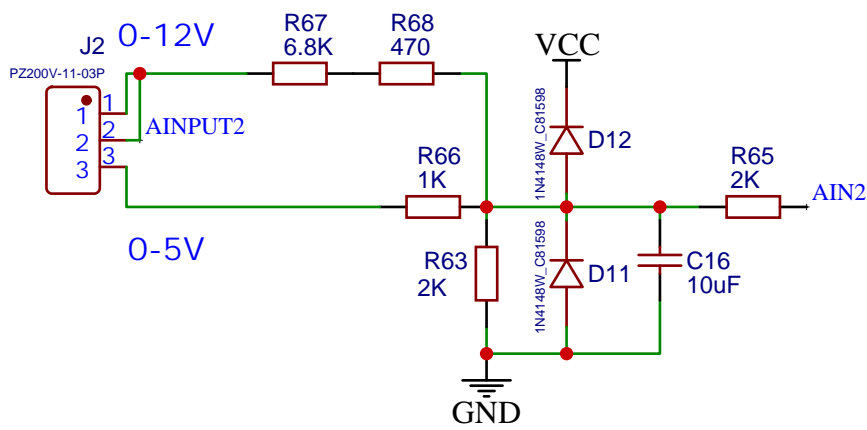 0-12V
J2
PZ200V-11-03P
1
1
2
2
3
3
AINPUT2
0-5V
R67
6.8K
R68
470
R66
1K
R63
2K
VCC
1N4148W_C81598
D12
1N4148W_C81598
D11
C16
10uF
R65
2K
AIN2
GND